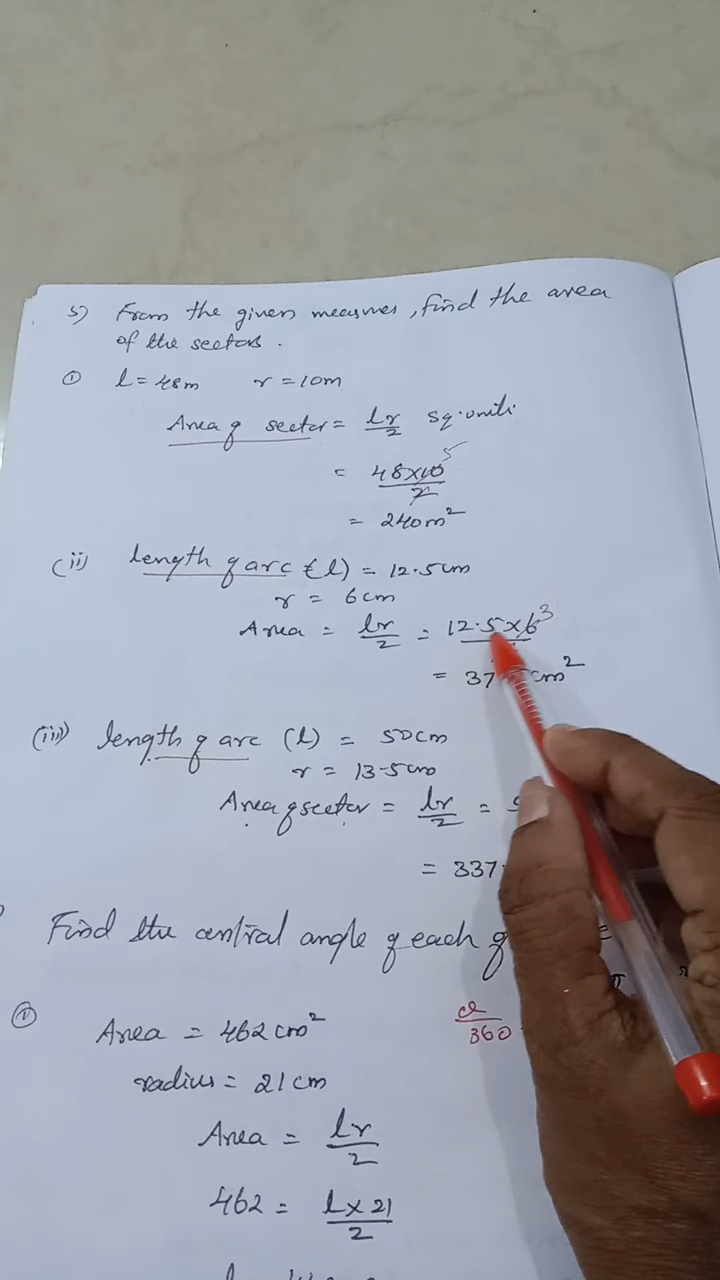 5) From the given measures, find the area
of the sectors.
① l = 48m r = 10m
Area of sector = lr/2 sq.units
= 48×10/2 5
= 240m²
(ii) length of arc (l) = 12.5cm
r = 6cm
Area = lr/2 = 12.5×6 3
= 37 cm²
(iii) length of arc (l) = 50cm
r = 13.5cm
Area of sector = lr/2 =
= 337.
Find the central angle of each
① Area = 462cm²
a/360
radius = 21cm
Area = lr/2
462 = l×21/2